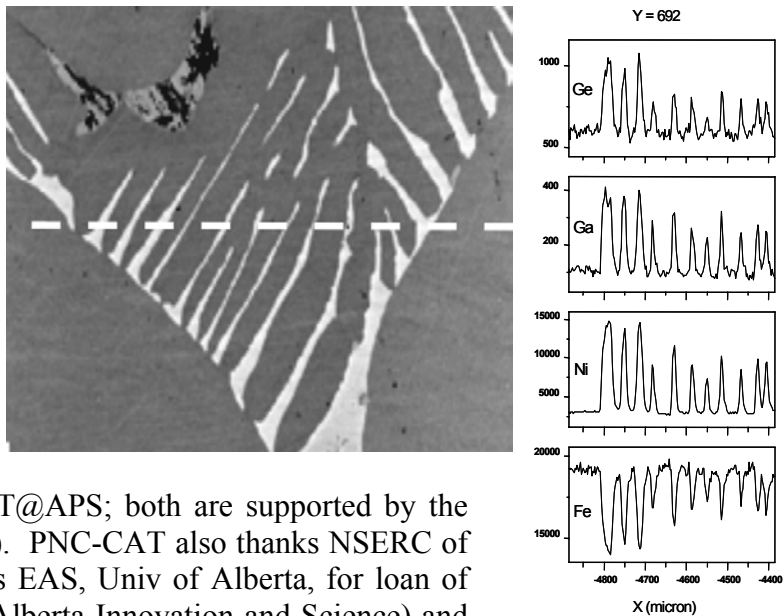 Y = 692
1000
Ge
500
400
Ga
200
15000
10000
Ni
5000
20000
Fe
15000
-4800 -4700 -4600 -4500 -4400
X (micron)
T@APS; both are supported by the
). PNC-CAT also thanks NSERC of
s EAS, Univ of Alberta, for loan of
Alberta Innovation and Science) and